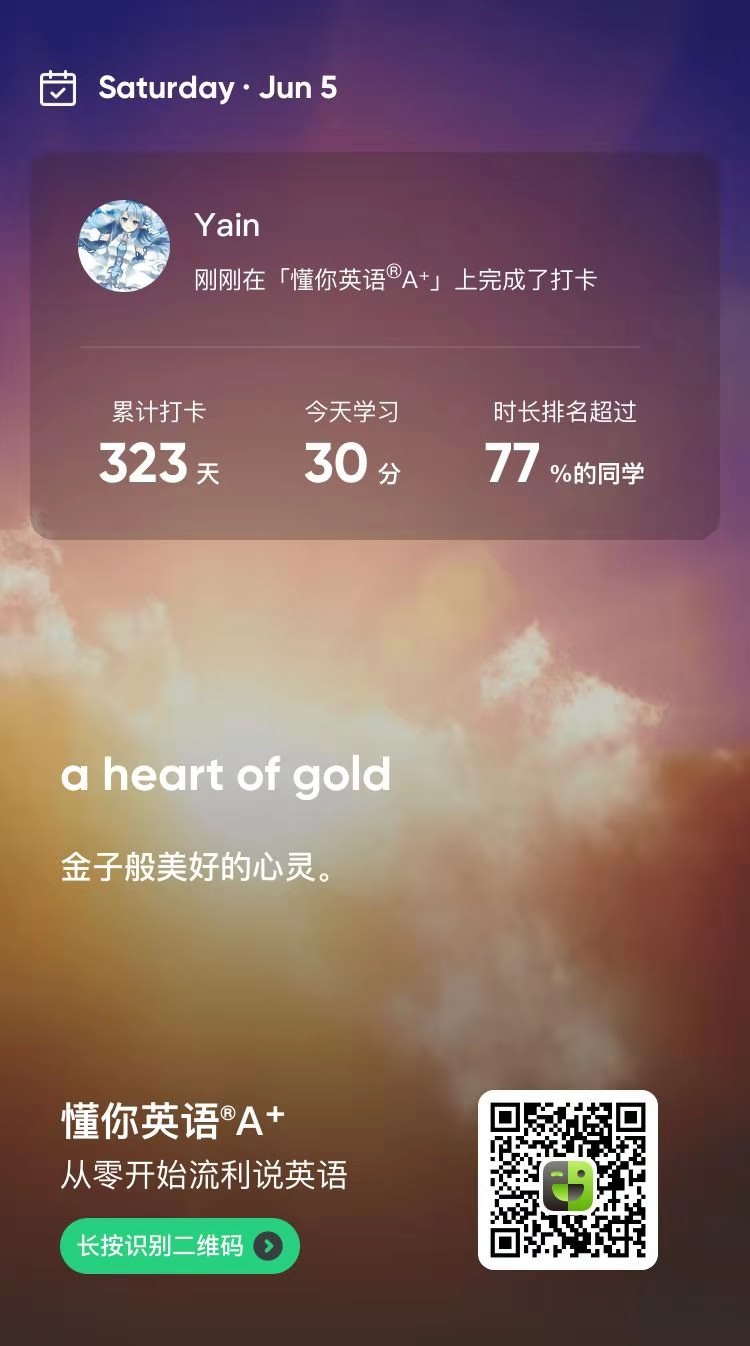 Saturday · Jun 5
Yain
刚刚在「懂你英语®A⁺」上完成了打卡
累计打卡 今天学习 时长排名超过
323 天 30 分 77 %的同学
a heart of gold
金子般美好的心灵。
懂你英语®A⁺
从零开始流利说英语
长按识别二维码